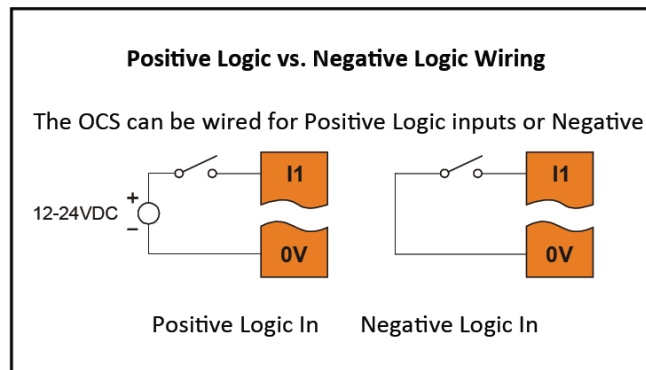 Positive Logic vs. Negative Logic Wiring
The OCS can be wired for Positive Logic inputs or Negative
I1
I1
+
12-24VDC
−
0V
0V
Positive Logic In
Negative Logic In